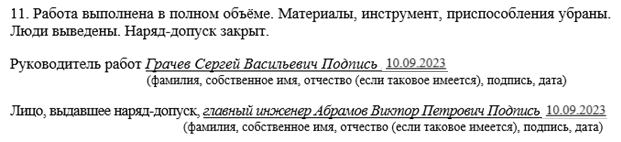 11. Работа выполнена в полном объёме. Материалы, инструмент, приспособления убраны.
Люди выведены. Наряд-допуск закрыт.
Руководитель работ Грачев Сергей Васильевич Подпись 10.09.2023
(фамилия, собственное имя, отчество (если таковое имеется), подпись, дата)
Лицо, выдавшее наряд-допуск, главный инженер Абрамов Виктор Петрович Подпись 10.09.2023
(фамилия, собственное имя, отчество (если таковое имеется), подпись, дата)